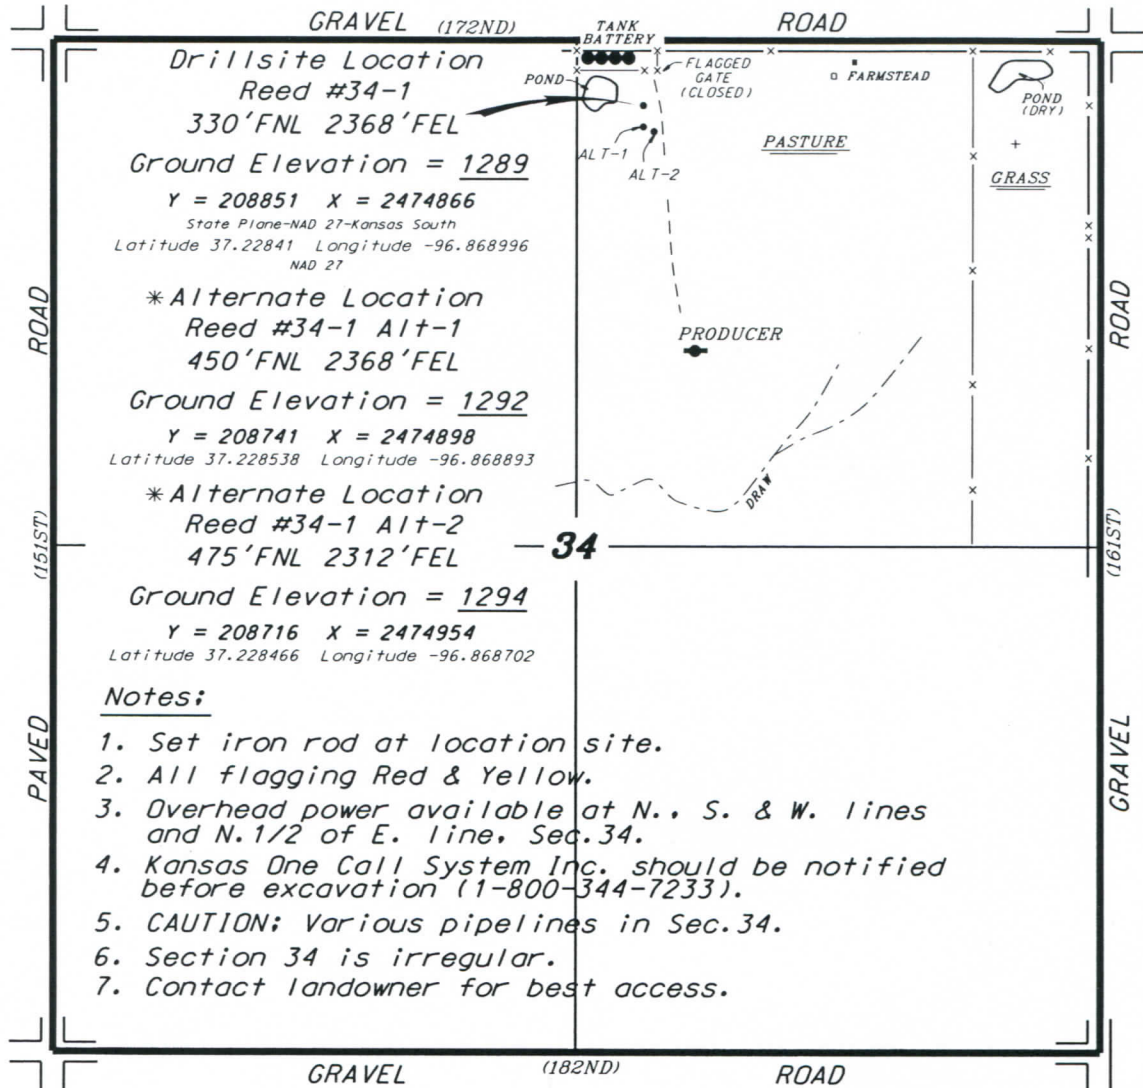 GRAVEL (172ND) ROAD
Drillsite Location
Reed #34-1
330'FNL 2368'FEL
Ground Elevation = 1289
Y = 208851 X = 2474866
State Plane-NAD 27-Kansas South
Latitude 37.22841 Longitude -96.868996
NAD 27
*Alternate Location
Reed #34-1 Alt-1
450'FNL 2368'FEL
Ground Elevation = 1292
Y = 208741 X = 2474898
Latitude 37.228538 Longitude -96.868893
*Alternate Location
Reed #34-1 Alt-2
475'FNL 2312'FEL
Ground Elevation = 1294
Y = 208716 X = 2474954
Latitude 37.228466 Longitude -96.868702
TANK
BATTERY
POND
FLAGGED
GATE
(CLOSED)
FARMSTEAD
POND
(DRY)
ALT-1
ALT-2
PASTURE
GRASS
PRODUCER
DRAW
34
Notes:
1. Set iron rod at location site.
2. All flagging Red & Yellow.
3. Overhead power available at N., S. & W. lines
and N.1/2 of E. line, Sec.34.
4. Kansas One Call System Inc. should be notified
before excavation (1-800-344-7233).
5. CAUTION: Various pipelines in Sec.34.
6. Section 34 is irregular.
7. Contact landowner for best access.
PAVED (151ST) ROAD
GRAVEL (161ST) ROAD
GRAVEL (182ND) ROAD